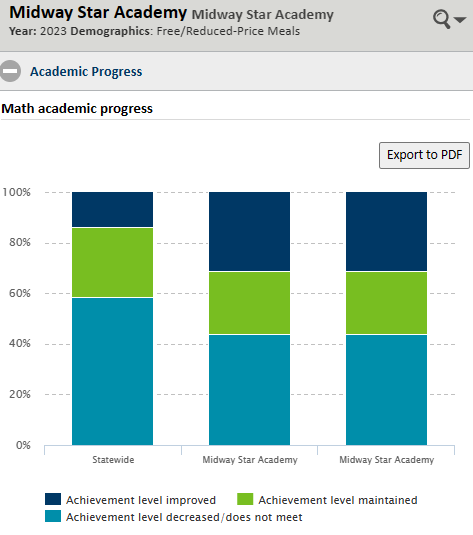 Midway Star Academy Midway Star Academy
Year: 2023 Demographics: Free/Reduced-Price Meals
Academic Progress
Math academic progress
Export to PDF
100%
80%
60%
40%
20%
0%
Statewide Midway Star Academy Midway Star Academy
Achievement level improved Achievement level maintained
Achievement level decreased/does not meet